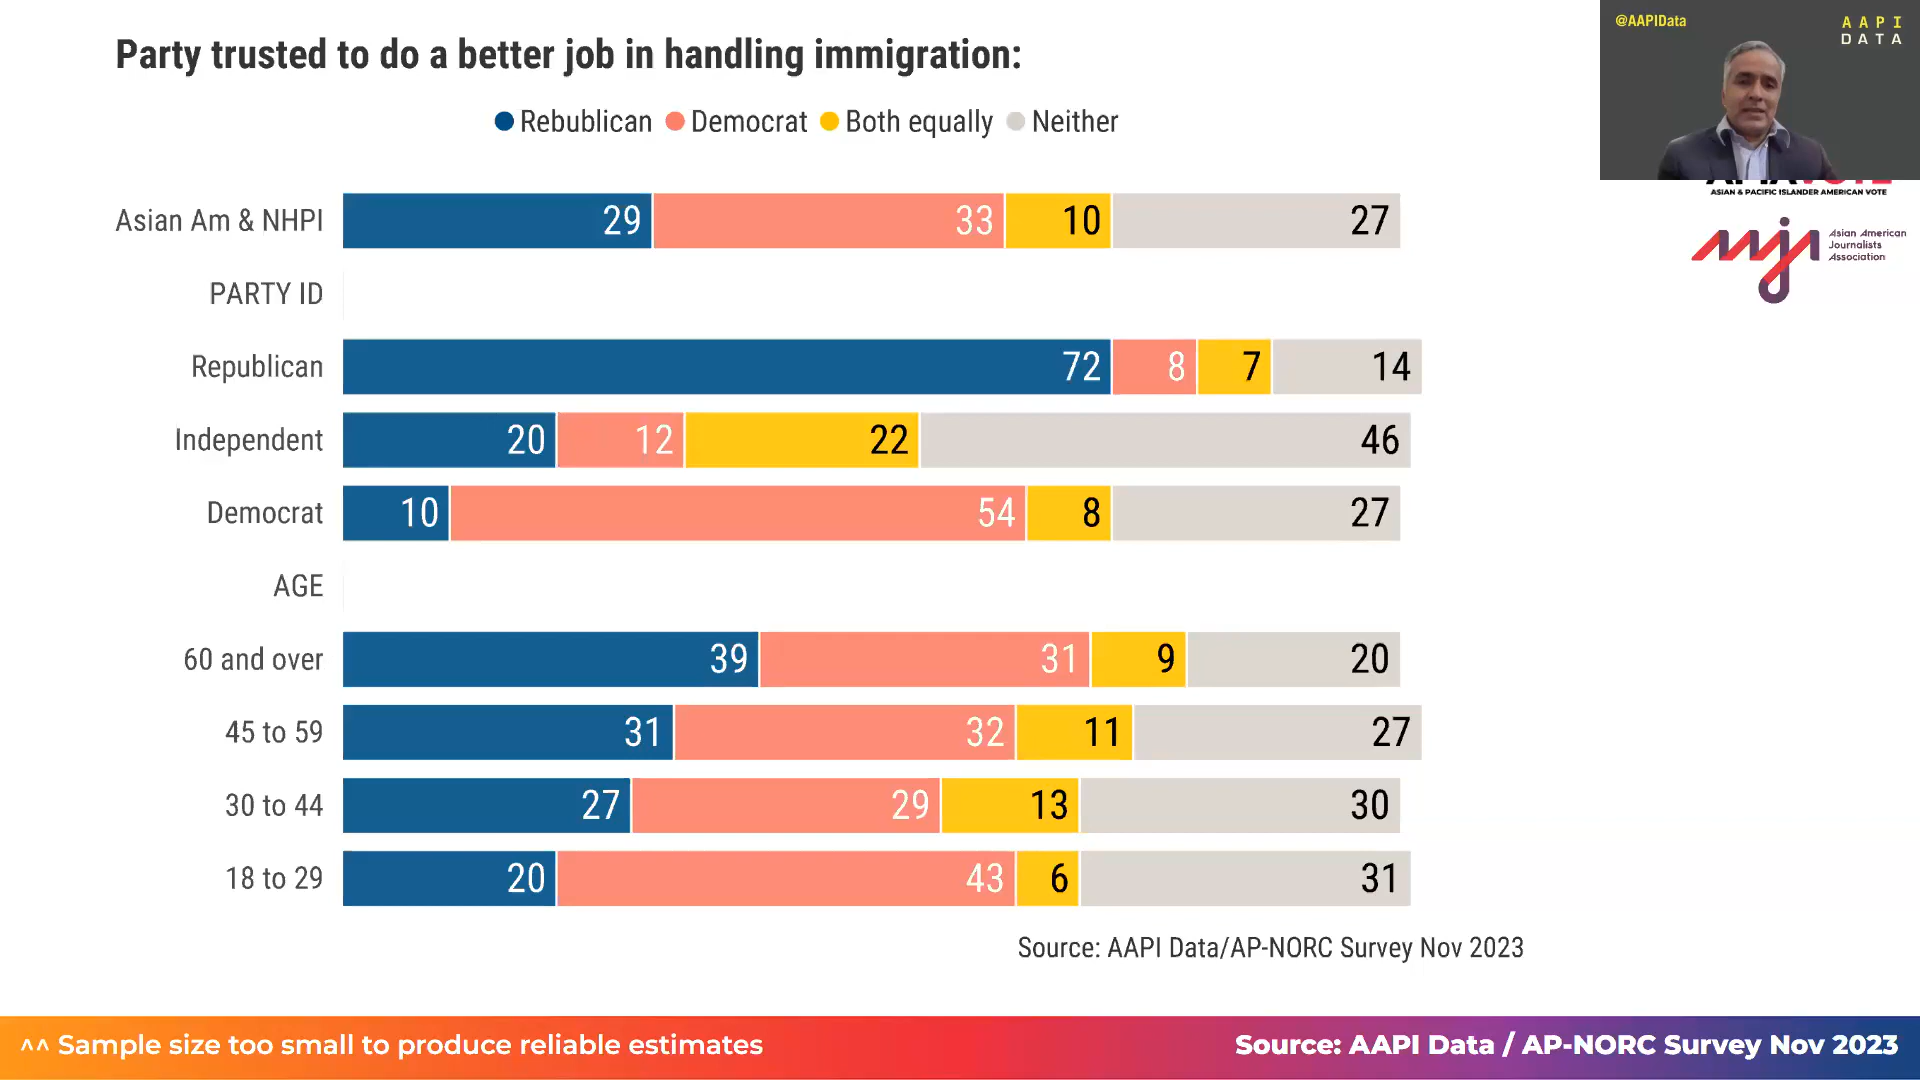 Party trusted to do a better job in handling immigration:
@AAPIData
AAPI
DATA
Rebublican Democrat Both equally Neither
ASIAN & PACIFIC ISLANDER AMERICAN VOTE
Asian American
Journalists
Association
Asian Am & NHPI 29 33 10 27
PARTY ID
Republican 72 8 7 14
Independent 20 12 22 46
Democrat 10 54 8 27
AGE
60 and over 39 31 9 20
45 to 59 31 32 11 27
30 to 44 27 29 13 30
18 to 29 20 43 6 31
Source: AAPI Data/AP-NORC Survey Nov 2023
^^ Sample size too small to produce reliable estimates
Source: AAPI Data / AP-NORC Survey Nov 2023